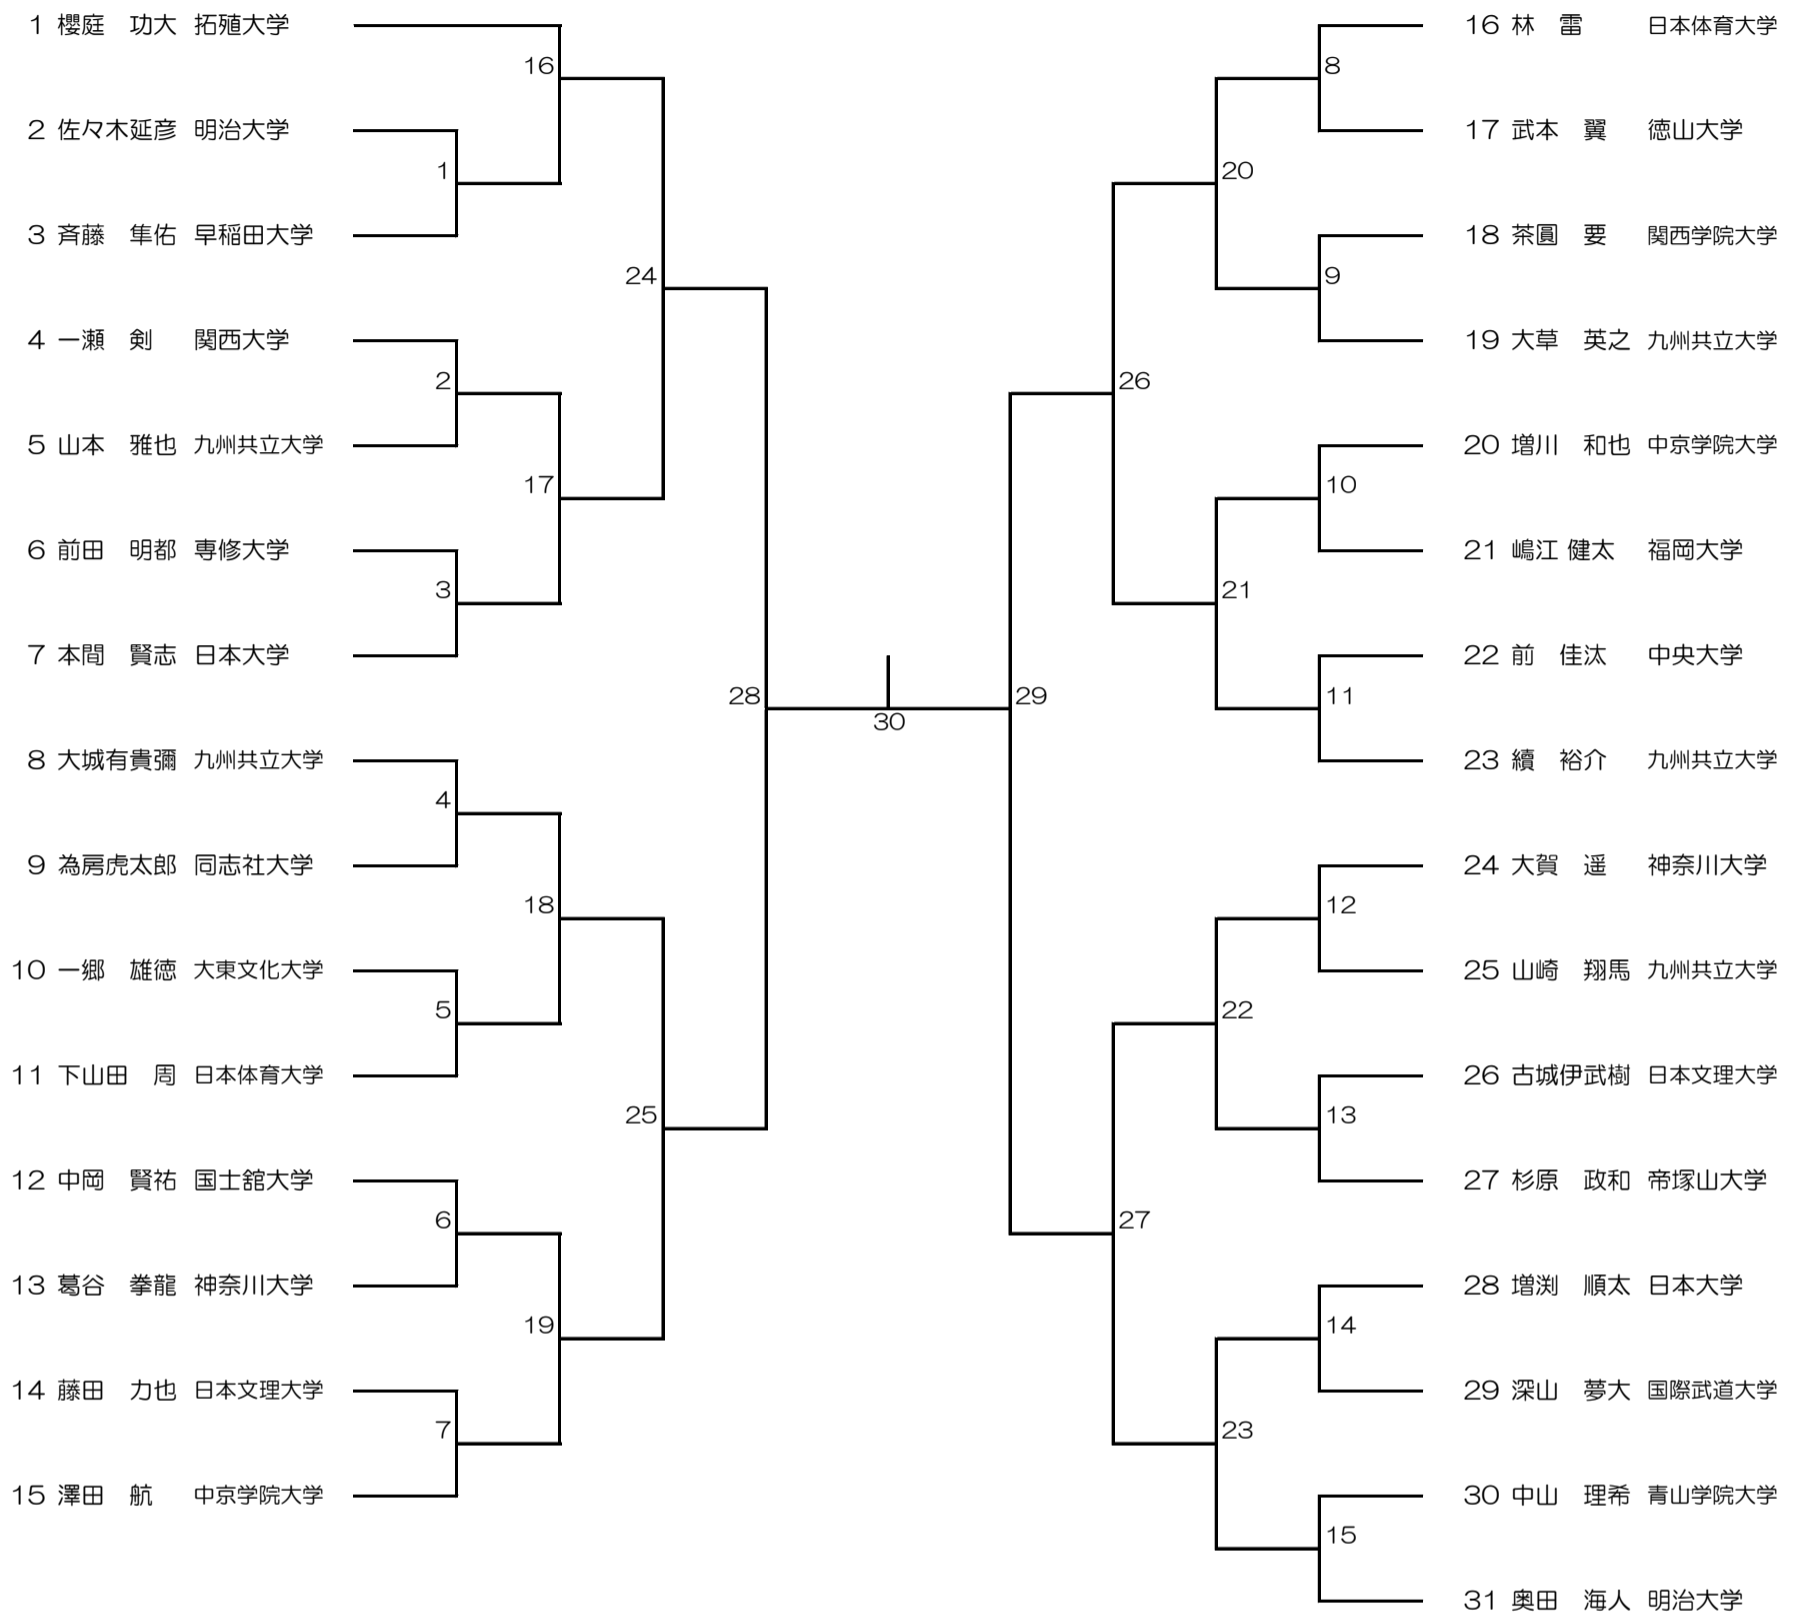 1 櫻庭 功大 拓殖大学
2 佐々木延彦 明治大学
3 斉藤 隼佑 早稲田大学
4 一瀬 剣 関西大学
5 山本 雅也 九州共立大学
6 前田 明都 専修大学
7 本間 賢志 日本大学
8 大城有貴彌 九州共立大学
9 為房虎太郎 同志社大学
10 一郷 雄徳 大東文化大学
11 下山田 周 日本体育大学
12 中岡 賢祐 国士舘大学
13 葛谷 拳龍 神奈川大学
14 藤田 力也 日本文理大学
15 澤田 航 中京学院大学
1
2
3
4
5
6
7
16
17
18
19
24
25
28
30
29
26
27
20
21
22
23
8
9
10
11
12
13
14
15
16 林 雷 日本体育大学
17 武本 翼 徳山大学
18 茶圓 要 関西学院大学
19 大草 英之 九州共立大学
20 増川 和也 中京学院大学
21 嶋江 健太 福岡大学
22 前 佳汰 中央大学
23 續 裕介 九州共立大学
24 大賀 遥 神奈川大学
25 山崎 翔馬 九州共立大学
26 古城伊武樹 日本文理大学
27 杉原 政和 帝塚山大学
28 増渕 順太 日本大学
29 深山 夢大 国際武道大学
30 中山 理希 青山学院大学
31 奥田 海人 明治大学